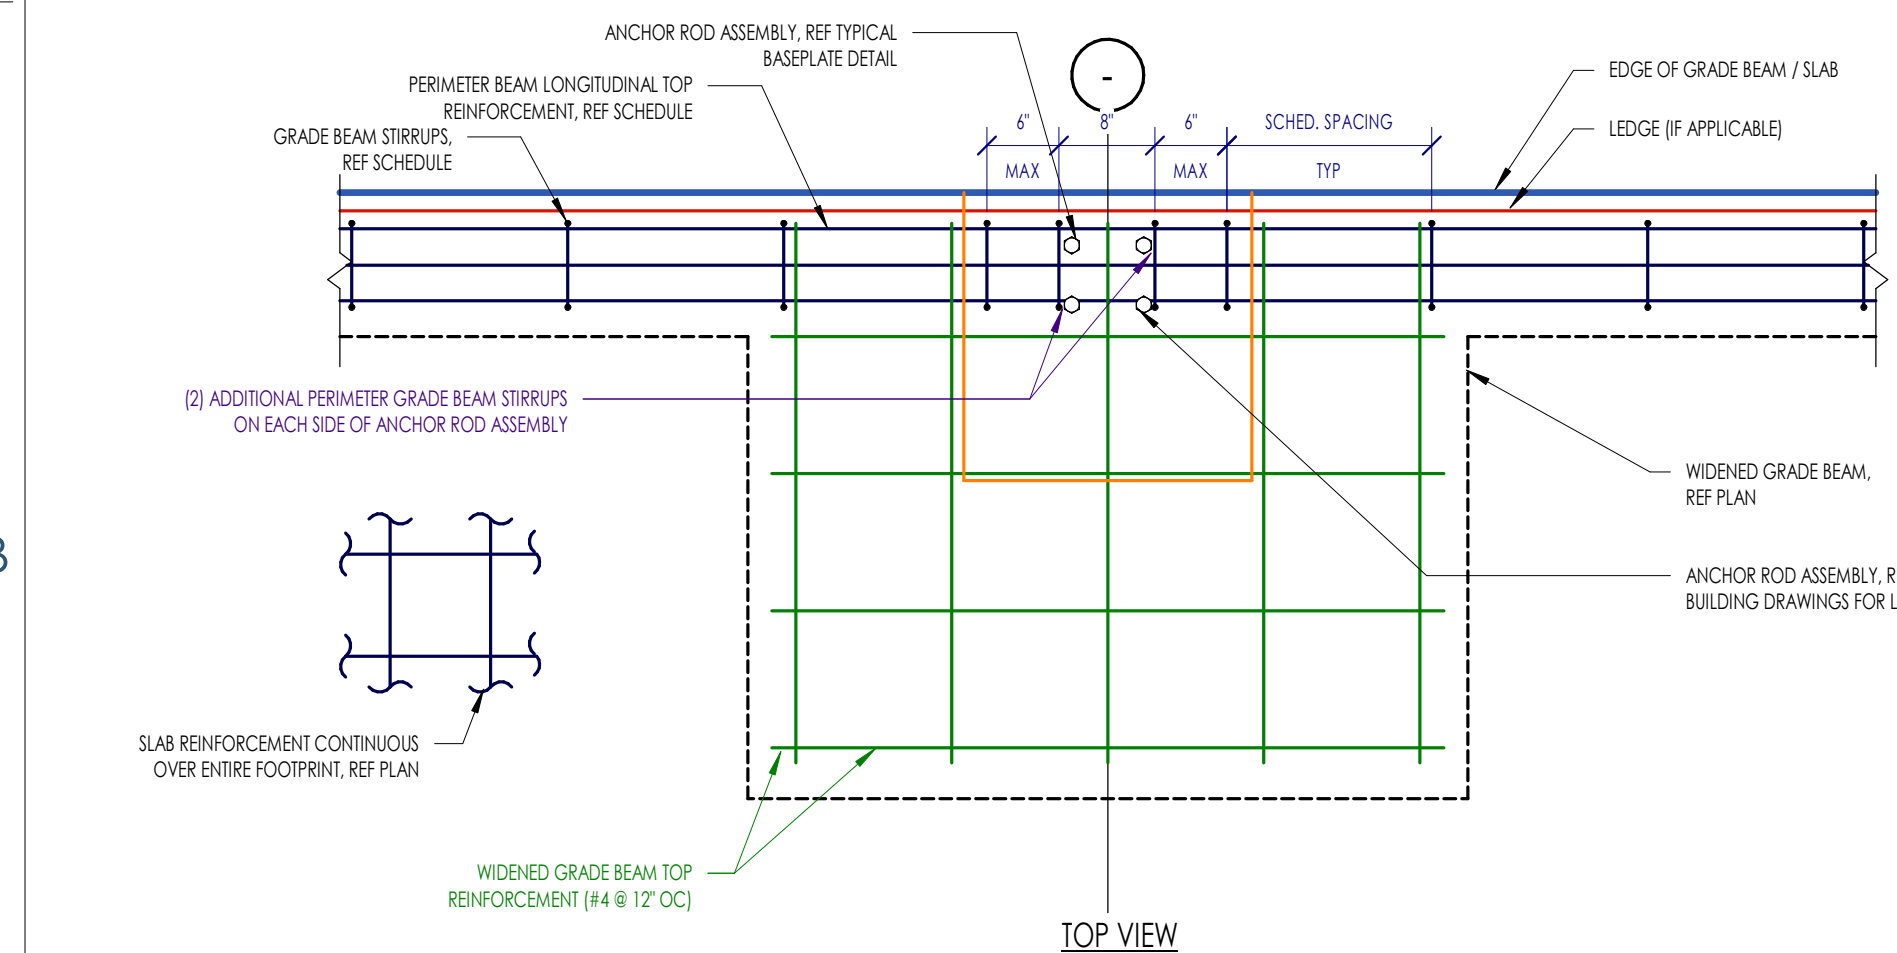 ANCHOR ROD ASSEMBLY, REF TYPICAL
BASEPLATE DETAIL
PERIMETER BEAM LONGITUDINAL TOP
REINFORCEMENT, REF SCHEDULE
GRADE BEAM STIRRUPS,
REF SCHEDULE
-
6" 8" 6" SCHED. SPACING
MAX MAX TYP
EDGE OF GRADE BEAM / SLAB
LEDGE (IF APPLICABLE)
(2) ADDITIONAL PERIMETER GRADE BEAM STIRRUPS
ON EACH SIDE OF ANCHOR ROD ASSEMBLY
WIDENED GRADE BEAM,
REF PLAN
ANCHOR ROD ASSEMBLY, R
BUILDING DRAWINGS FOR L
SLAB REINFORCEMENT CONTINUOUS
OVER ENTIRE FOOTPRINT, REF PLAN
WIDENED GRADE BEAM TOP
REINFORCEMENT (#4 @ 12" OC)
TOP VIEW